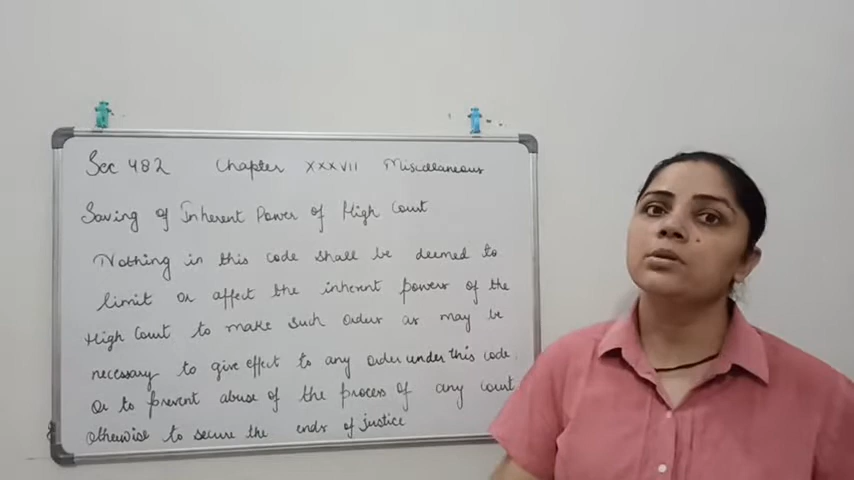 Sec 482 Chapter XXXVII Miscellaneous
Saving of Inherent Power of High Court
Nothing in this code shall be deemed to
limit or affect the inherent powers of the
High Court to make such orders as may be
necessary to give effect to any order under this code.
or to prevent abuse of the process of any court
otherwise to secure the ends of justice